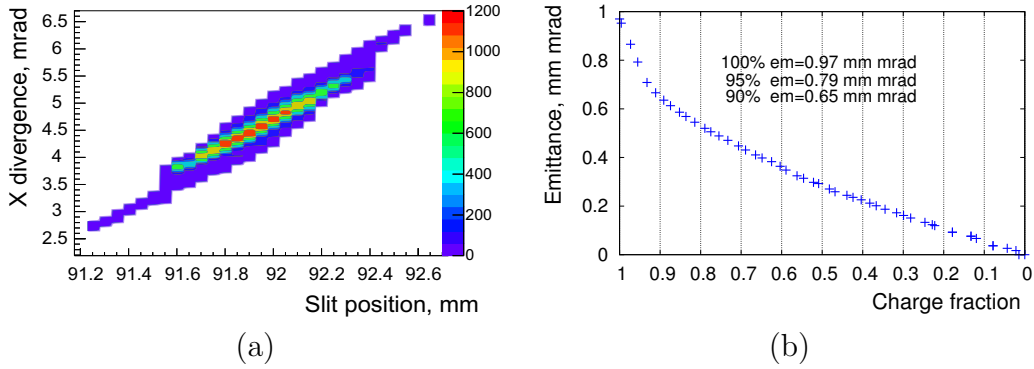 X divergence, mrad
6.5
6
5.5
5
4.5
4
3.5
3
2.5
91.2 91.4 91.6 91.8 92 92.2 92.4 92.6
Slit position, mm
1200
1000
800
600
400
200
0
(a)
Emittance, mm mrad
1
0.8
0.6
0.4
0.2
0
100% em=0.97 mm mrad
95% em=0.79 mm mrad
90% em=0.65 mm mrad
1 0.9 0.8 0.7 0.6 0.5 0.4 0.3 0.2 0.1 0
Charge fraction
(b)